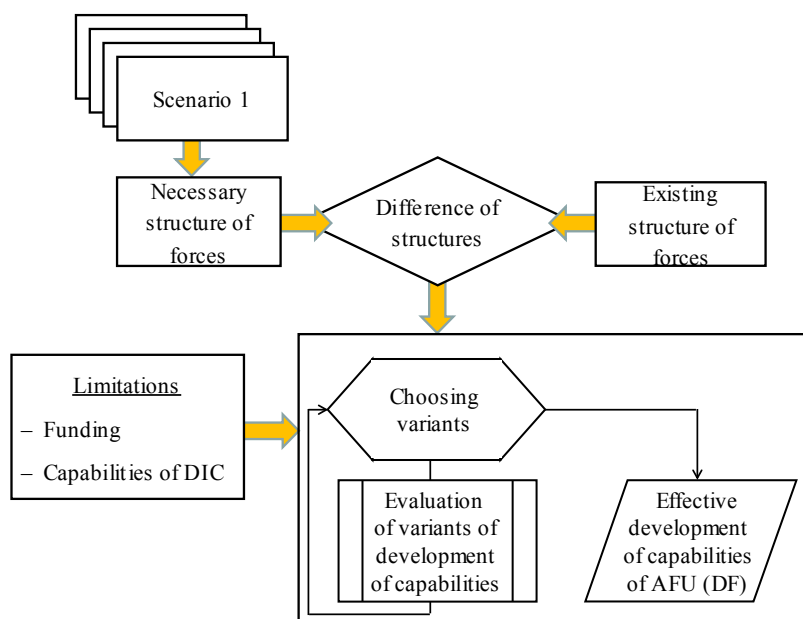 Scenario 1
Necessary
structure of
forces
Difference of
structures
Existing
structure of
forces
Limitations
– Funding
– Capabilities of DIC
Choosing
variants
Evaluation
of variants of
development
of capabilities
Effective
development
of capabilities
of AFU (DF)